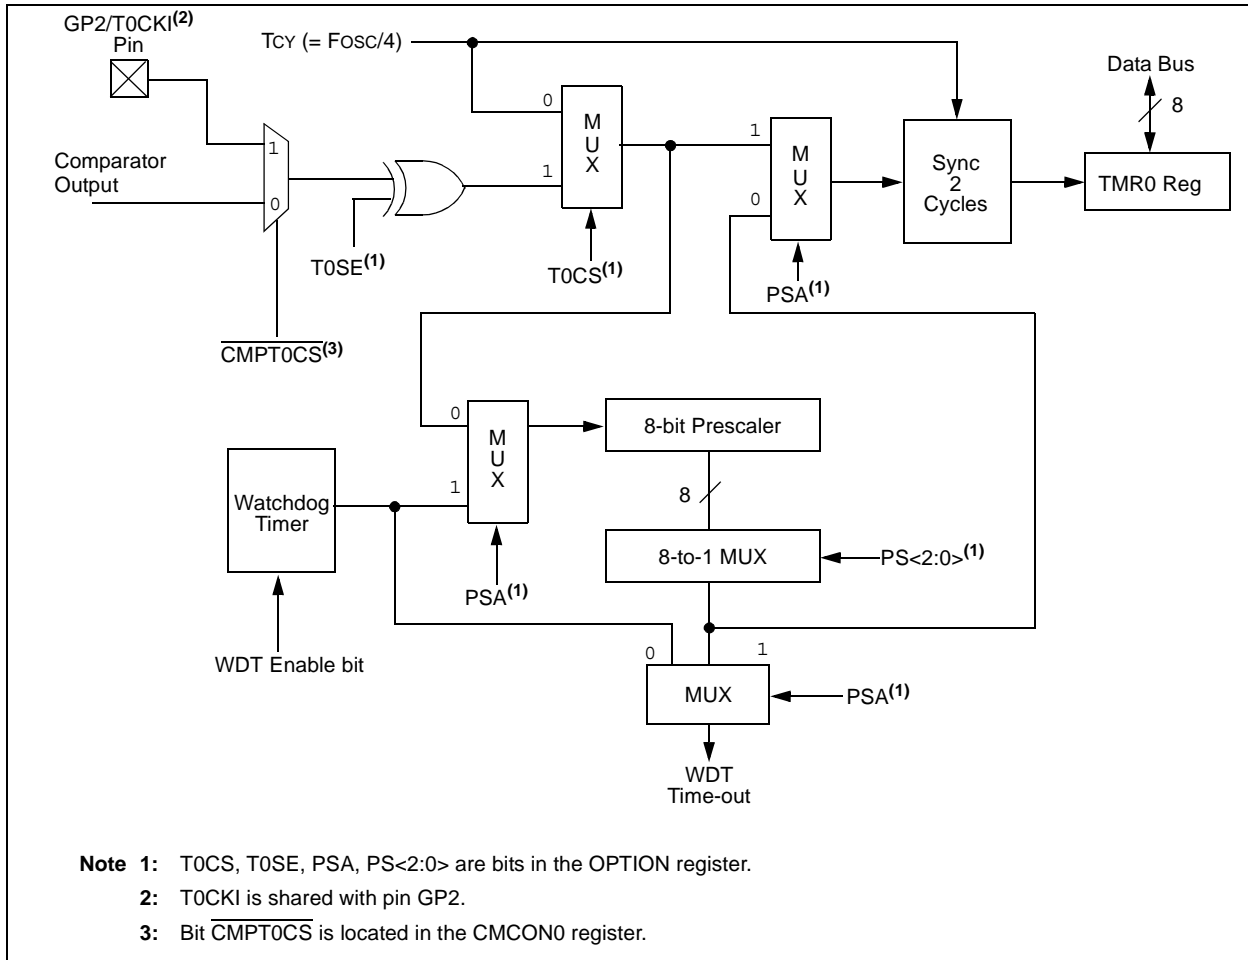 GP2/T0CKI(2)
Pin
TCY (= FOSC/4)
Data Bus
8
0
M
U
X
1
T0CS(1)
1
M
U
X
0
PSA(1)
Sync
2
Cycles
TMR0 Reg
1
0
Comparator
Output
T0SE(1)
CMPT0CS(3)
0
M
U
X
1
PSA(1)
8-bit Prescaler
8
Watchdog
Timer
8-to-1 MUX
PS<2:0>(1)
WDT Enable bit
0
1
MUX
PSA(1)
WDT
Time-out
Note 1: T0CS, T0SE, PSA, PS<2:0> are bits in the OPTION register.
2: T0CKI is shared with pin GP2.
3: Bit CMPT0CS is located in the CMCON0 register.